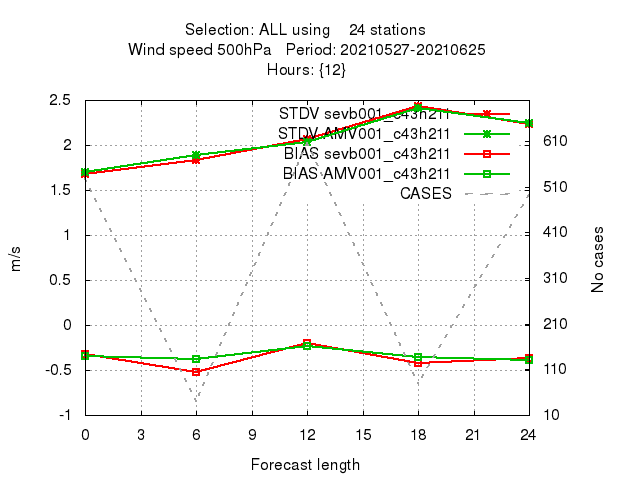 Selection: ALL using 24 stations
Wind speed 500hPa Period: 20210527-20210625
Hours: {12}
STDV sevb001_c43h211
STDV AMV001_c43h211
BIAS sevb001_c43h211
BIAS AMV001_c43h211
CASES
2.5
2
1.5
1
0.5
0
-0.5
-1
m/s
610
510
410
310
210
110
10
No cases
0 3 6 9 12 15 18 21 24
Forecast length